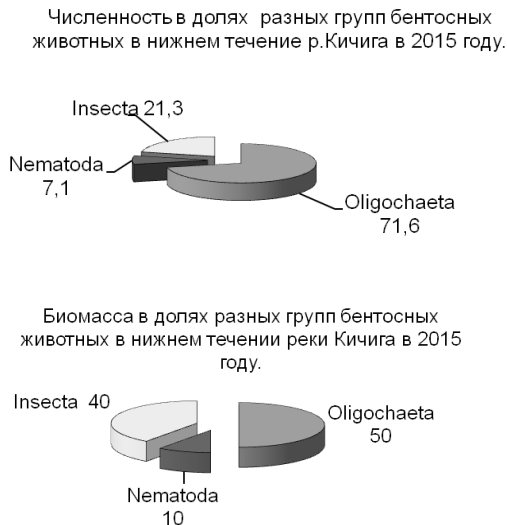 Численность в долях разных групп бентосных
животных в нижнем течение р.Кичига в 2015 году.
Insecta 21,3
Nematoda
7,1
Oligochaeta
71,6
Биомасса в долях разных групп бентосных
животных в нижнем течении реки Кичига в 2015
году.
Insecta 40
Oligochaeta
50
Nematoda
10